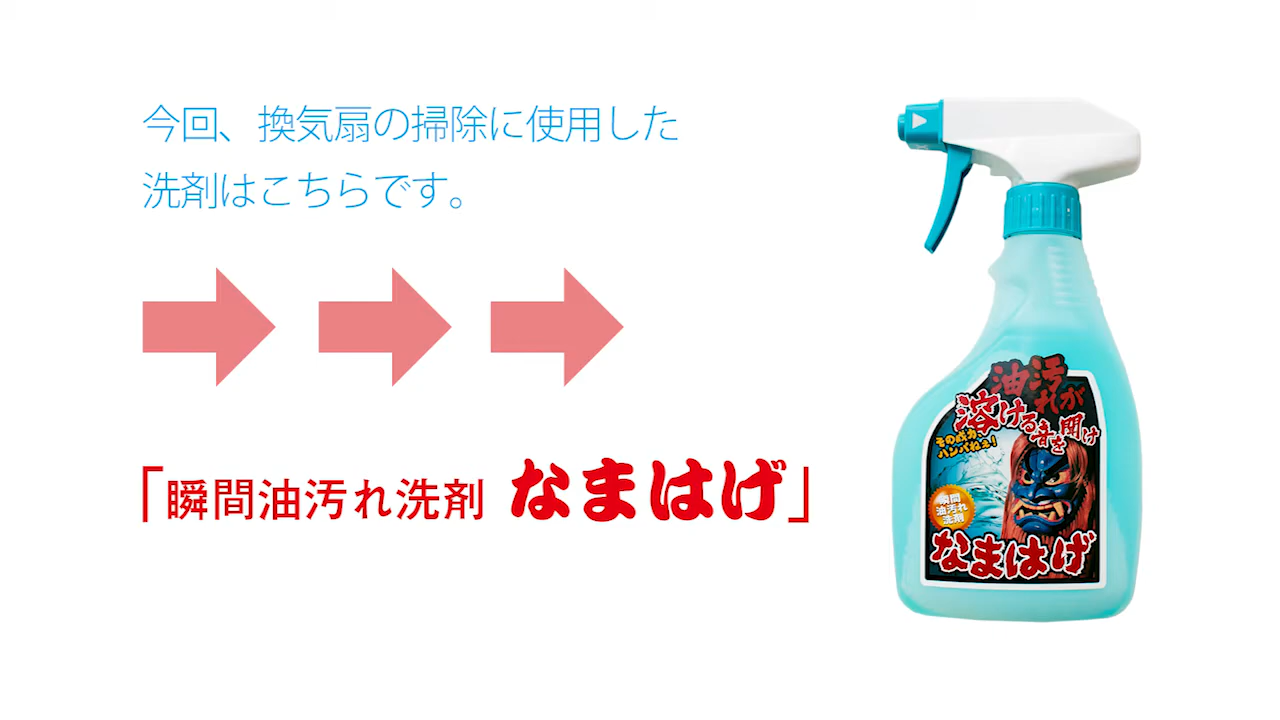 今回、換気扇の掃除に使用した
洗剤はこちらです。
「瞬間油汚れ洗剤 なまはげ」
油汚れが
溶ける音を聞け
その威力
ハンパねぇ!
瞬間
油汚れ
洗剤
なまはげ